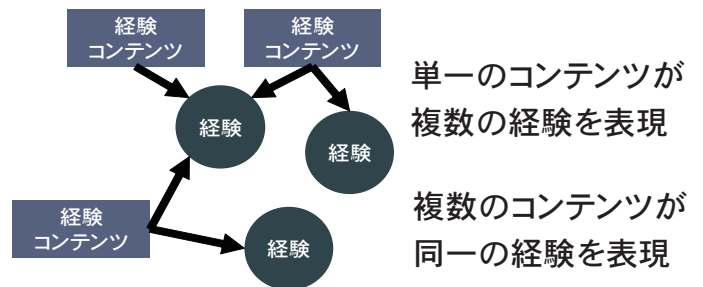 経験
コンテンツ
経験
コンテンツ
単一のコンテンツが
複数の経験を表現
経験
経験
経験
コンテンツ
経験
複数のコンテンツが
同一の経験を表現